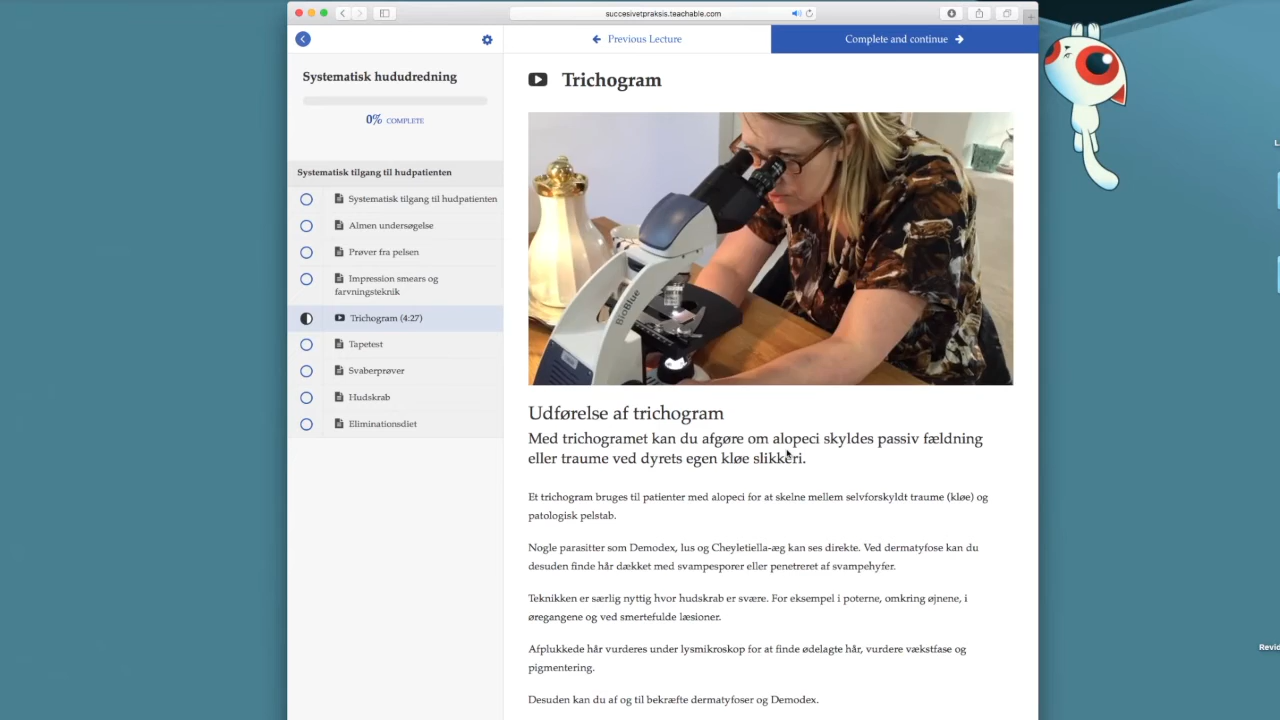 succesivetpraksis.teachable.com
Previous Lecture
Complete and continue
Systematisk hududredning
0% COMPLETE
Systematisk tilgang til hudpatienten
Systematisk tilgang til hudpatienten
Almen undersøgelse
Prøver fra pelsen
Impression smears og
farvningsteknik
Trichogram (4:27)
Tapetest
Svaberprøver
Hudskrab
Eliminationsdiet
Trichogram
BioBlue
Udførelse af trichogram
Med trichogramet kan du afgøre om alopeci skyldes passiv fældning
eller traume ved dyrets egen kløe slikkeri.
Et trichogram bruges til patienter med alopeci for at skelne mellem selvforskyldt traume (kløe) og
patologisk pelstab.
Nogle parasitter som Demodex, lus og Cheyletiella-æg kan ses direkte. Ved dermatyfose kan du
desuden finde hår dækket med svampesporer eller penetreret af svampehyfer.
Teknikken er særlig nyttig hvor hudskrab er svære. For eksempel i poterne, omkring øjnene, i
øregangene og ved smertefulde læsioner.
Afplukkede hår vurderes under lysmikroskop for at finde ødelagte hår, vurdere vækstfase og
pigmentering.
Desuden kan du af og til bekræfte dermatyfoser og Demodex.
Revid